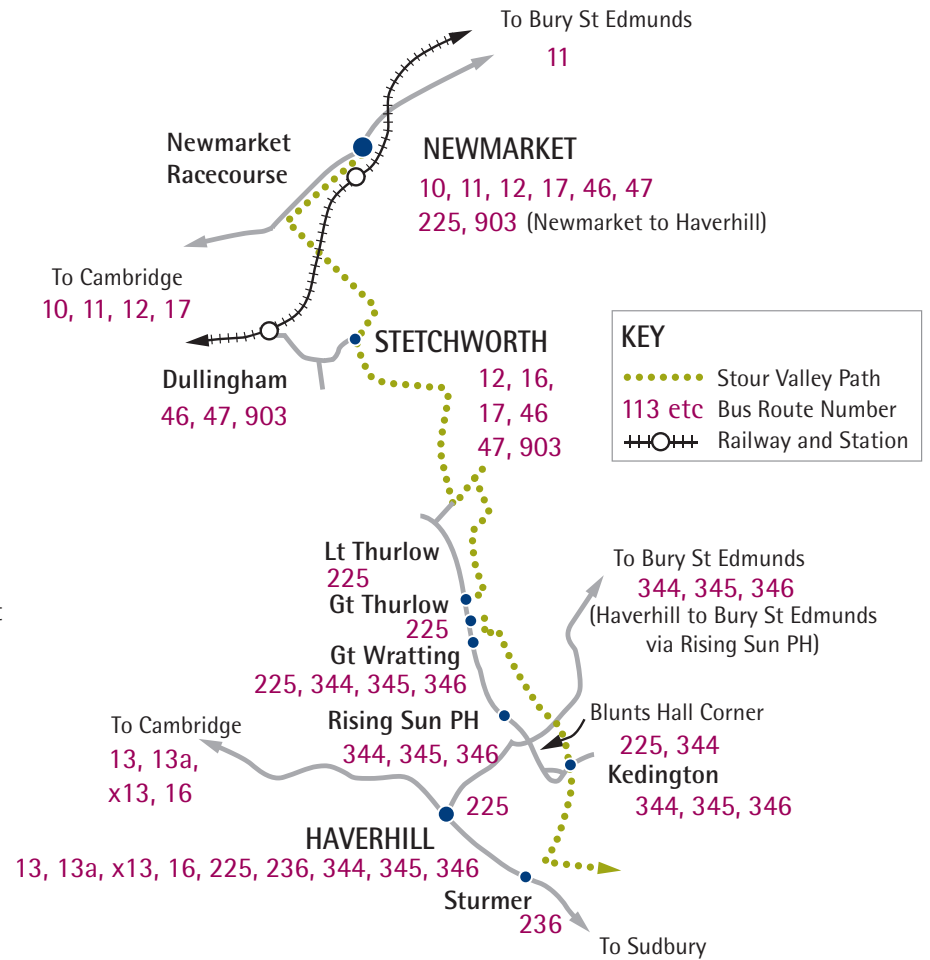 To Bury St Edmunds
11
Newmarket
Racecourse
NEWMARKET
10, 11, 12, 17, 46, 47
225, 903 (Newmarket to Haverhill)
To Cambridge
10, 11, 12, 17
STETCHWORTH
12, 16,
17, 46
47, 903
Dullingham
46, 47, 903
KEY
Stour Valley Path
113 etc Bus Route Number
Railway and Station
Lt Thurlow
225
Gt Thurlow
225
Gt Wratting
225, 344, 345, 346
To Bury St Edmunds
344, 345, 346
(Haverhill to Bury St Edmunds
via Rising Sun PH)
Rising Sun PH
344, 345, 346
Blunts Hall Corner
225, 344
Kedington
344, 345, 346
To Cambridge
13, 13a,
x13, 16
225
HAVERHILL
13, 13a, x13, 16, 225, 236, 344, 345, 346
Sturmer
236
To Sudbury